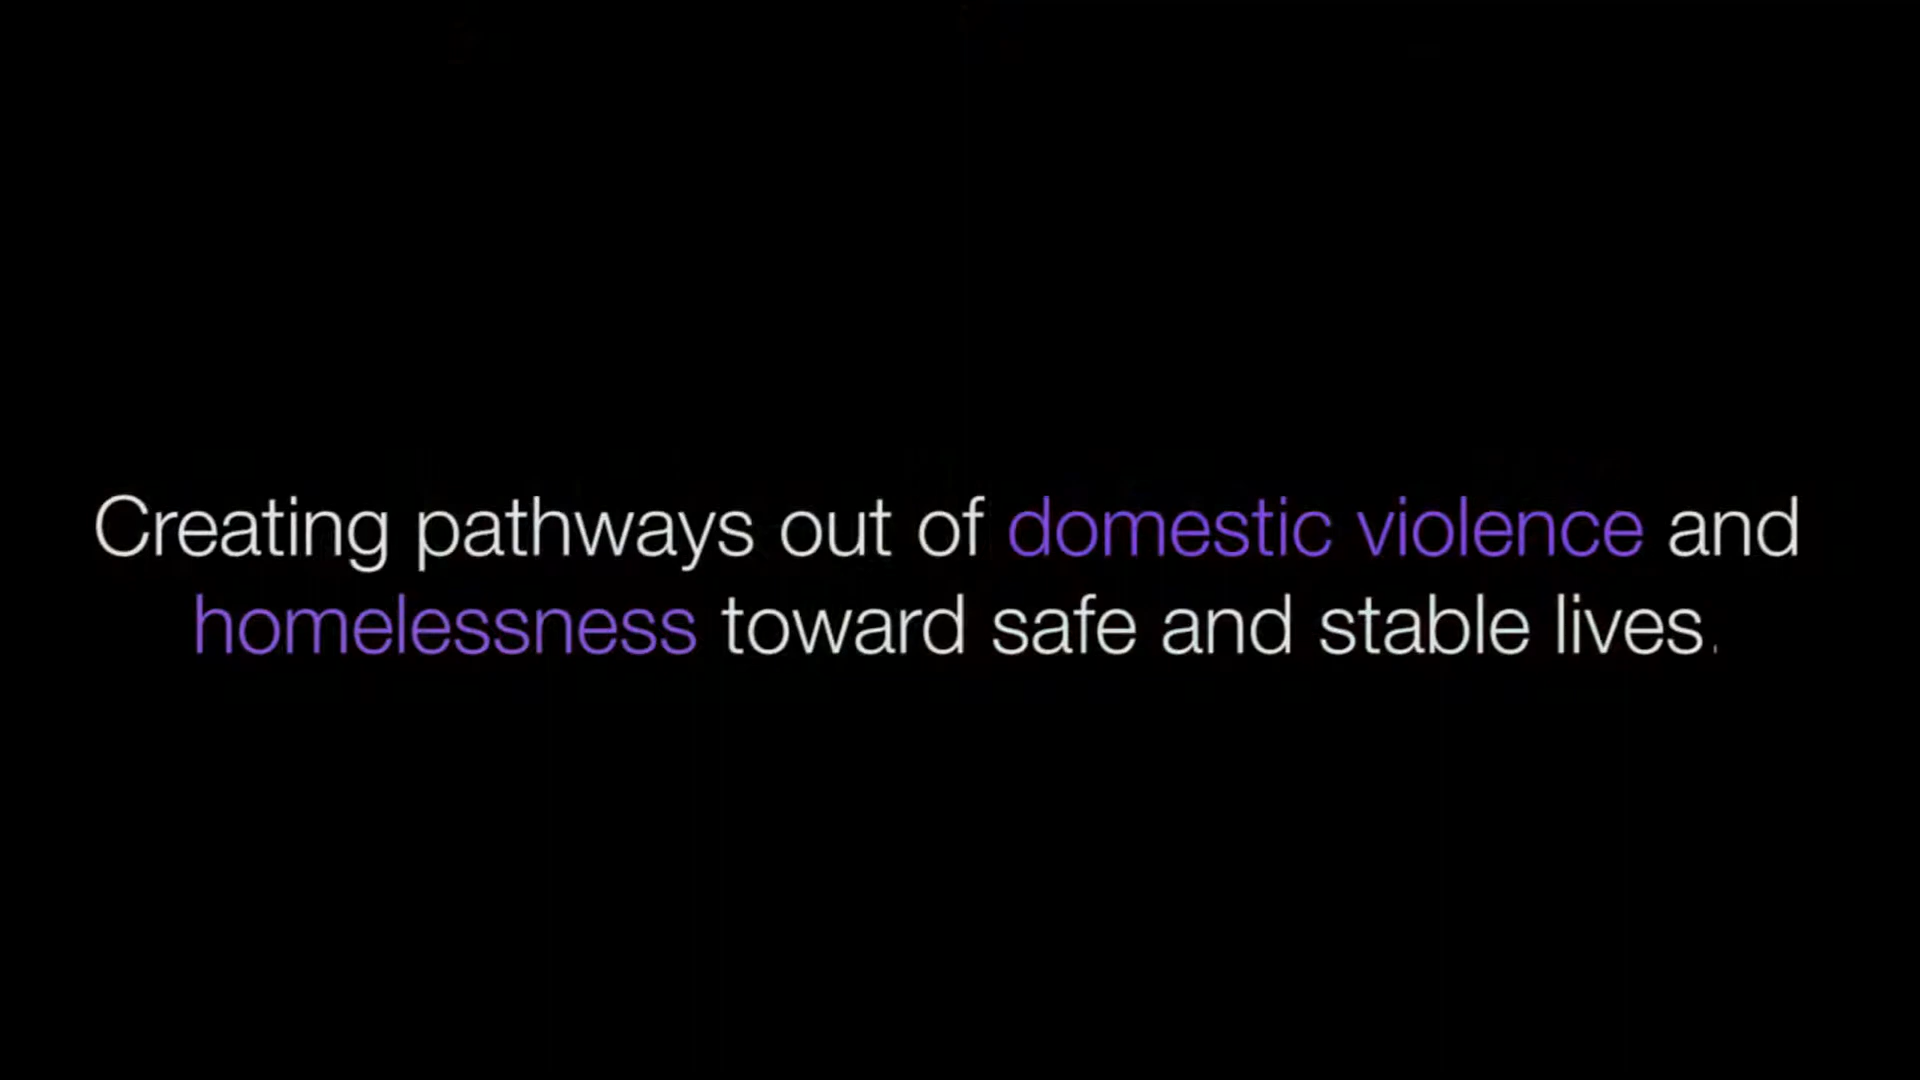 Creating pathways out of domestic violence and
homelessness toward safe and stable lives.